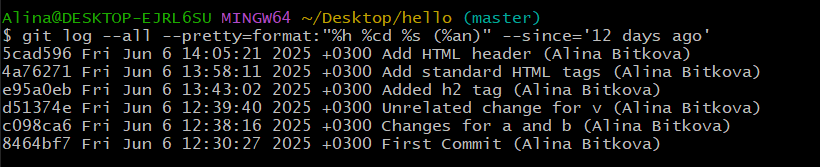 Alina@DESKTOP-EJRL6SU MINGW64 ~/Desktop/hello (master)
$ git log --all --pretty=format:"%h %cd %s (%an)" --since='12 days ago'
5cad596 Fri Jun 6 14:05:21 2025 +0300 Add HTML header (Alina Bitkova)
4a76271 Fri Jun 6 13:58:11 2025 +0300 Add standard HTML tags (Alina Bitkova)
e95a0eb Fri Jun 6 13:43:02 2025 +0300 Added h2 tag (Alina Bitkova)
d51374e Fri Jun 6 12:39:40 2025 +0300 Unrelated change for v (Alina Bitkova)
c098ca6 Fri Jun 6 12:38:16 2025 +0300 Changes for a and b (Alina Bitkova)
8464bf7 Fri Jun 6 12:30:27 2025 +0300 First Commit (Alina Bitkova)